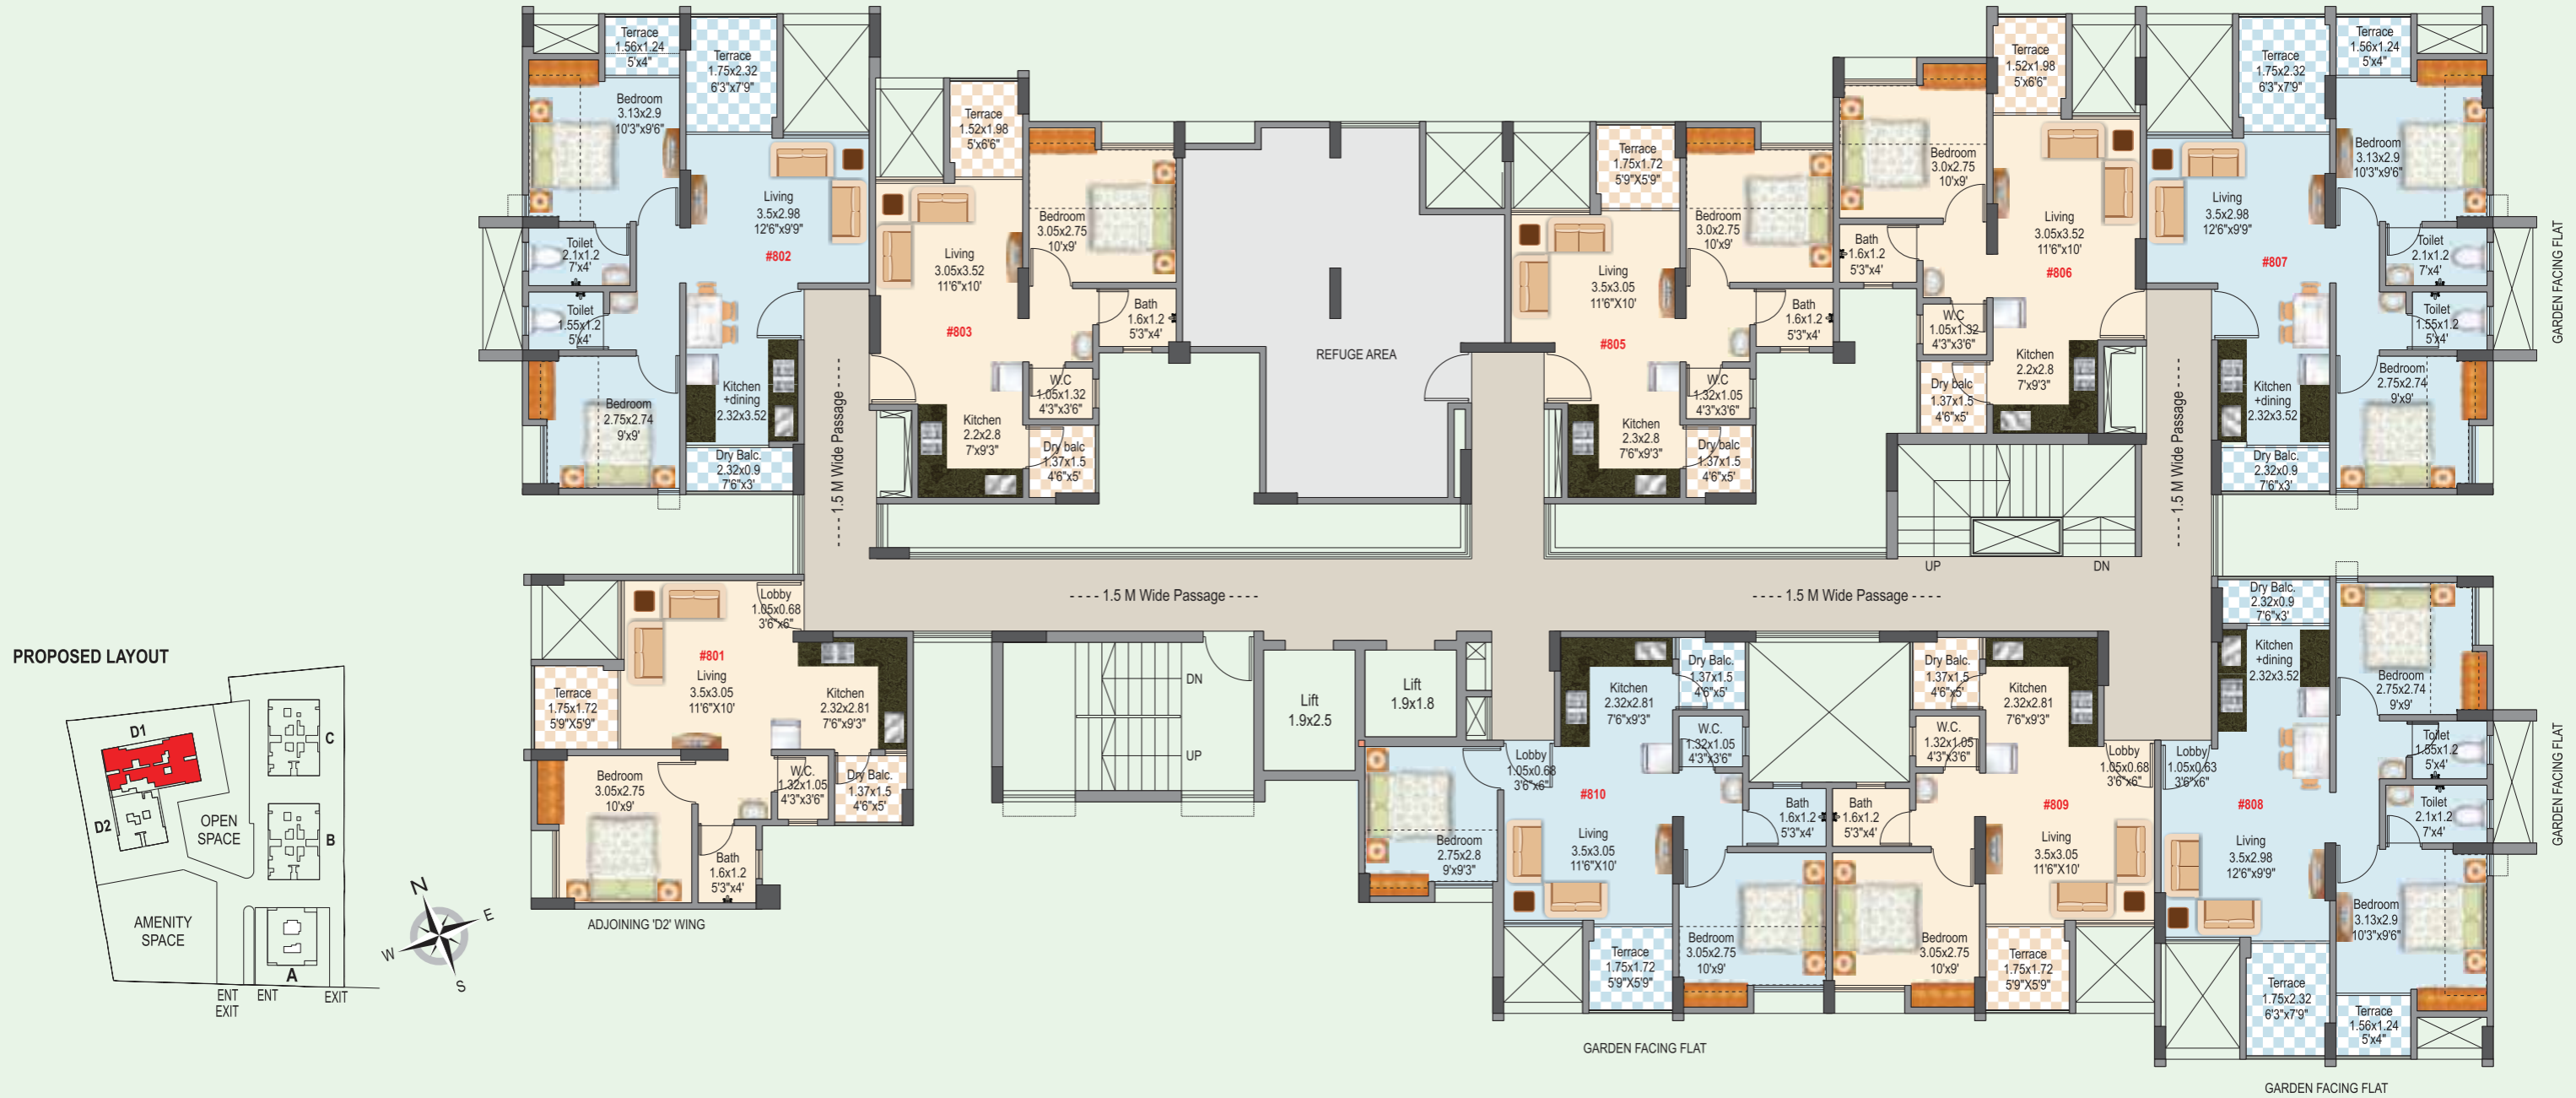 Terrace
1.56x1.24
5'x4"
Terrace
1.75x2.32
6'3"x7'9"
Bedroom
3.13x2.9
10'3"x9'6"
Living
3.5x2.98
12'6"x9'9"
#802
Toilet
2.1x1.2
7'x4'
Toilet
1.55x1.2
5'x4'
Bedroom
2.75x2.74
9'x9'
Kitchen
+dining
2.32x3.52
Dry Balc.
2.32x0.9
7'6"x3'
---- 1.5 M Wide Passage ----
Terrace
1.52x1.98
5'x6'6"
Bedroom
3.05x2.75
10'x9'
Living
3.05x3.52
11'6"x10'
#803
Bath
1.6x1.2
5'3"x4'
W.C
1.05x1.32
4'3"x3'6"
Kitchen
2.2x2.8
7'x9'3"
Dry balc
1.37x1.5
4'6"x5'
REFUGE AREA
Terrace
1.75x1.72
5'9"X5'9"
Bedroom
3.0x2.75
10'x9'
Living
3.5x3.05
11'6"X10'
#805
Bath
1.6x1.2
5'3"x4'
W.C
1.32x1.05
4'3"x3'6"
Kitchen
2.3x2.8
7'6"x9'3"
Dry balc
1.37x1.5
4'6"x5'
Terrace
1.52x1.98
5'x6'6"
Bedroom
3.0x2.75
10'x9'
Living
3.05x3.52
11'6"x10'
#806
Bath
1.6x1.2
5'3"x4'
W.C
1.05x1.32
4'3"x3'6"
Kitchen
2.2x2.8
7'x9'3"
Dry balc
1.37x1.5
4'6"x5'
---- 1.5 M Wide Passage ----
UP
DN
Terrace
1.75x2.32
6'3"x7'9"
Terrace
1.56x1.24
5'x4"
Bedroom
3.13x2.9
10'3"x9'6"
Living
3.5x2.98
12'6"x9'9"
#807
Toilet
2.1x1.2
7'x4'
Toilet
1.55x1.2
5'x4'
Bedroom
2.75x2.74
9'x9'
Kitchen
+dining
2.32x3.52
Dry Balc.
2.32x0.9
7'6"x3'
GARDEN FACING FLAT
---- 1.5 M Wide Passage ----
---- 1.5 M Wide Passage ----
Lobby
1.05x0.68
3'6"x6"
#801
Living
3.5x3.05
11'6"X10'
Terrace
1.75x1.72
5'9"X5'9"
Kitchen
2.32x2.81
7'6"x9'3"
Bedroom
3.05x2.75
10'x9'
W.C.
1.32x1.05
4'3"x3'6"
Dry Balc.
1.37x1.5
4'6"x5'
Bath
1.6x1.2
5'3"x4'
ADJOINING 'D2' WING
DN
UP
Lift
1.9x2.5
Lift
1.9x1.8
Kitchen
2.32x2.81
7'6"x9'3"
Dry Balc.
1.37x1.5
4'6"x5'
W.C.
1.32x1.05
4'3"x3'6"
Lobby
1.05x0.68
3'6"x6"
#810
Bath
1.6x1.2
5'3"x4'
Living
3.5x3.05
11'6"X10'
Bedroom
2.75x2.8
9'x9'3"
Terrace
1.75x1.72
5'9"X5'9"
Bedroom
3.05x2.75
10'x9'
GARDEN FACING FLAT
Dry Balc.
1.37x1.5
4'6"x5'
Kitchen
2.32x2.81
7'6"x9'3"
W.C.
1.32x1.05
4'3"x3'6"
Lobby
1.05x0.68
3'6"x6"
Bath
1.6x1.2
5'3"x4'
#809
Living
3.5x3.05
11'6"X10'
Bedroom
3.05x2.75
10'x9'
Terrace
1.75x1.72
5'9"X5'9"
Dry Balc.
2.32x0.9
7'6"x3'
Kitchen
+dining
2.32x3.52
Bedroom
2.75x2.74
9'x9'
Lobby
1.05x0.63
3'6"x6"
Toilet
1.55x1.2
5'x4'
#808
Toilet
2.1x1.2
7'x4'
Living
3.5x2.98
12'6"x9'9"
Bedroom
3.13x2.9
10'3"x9'6"
Terrace
1.75x2.32
6'3"x7'9"
Terrace
1.56x1.24
5'x4"
GARDEN FACING FLAT
GARDEN FACING FLAT
PROPOSED LAYOUT
D1
C
D2
OPEN
SPACE
B
AMENITY
SPACE
A
ENT
EXIT
ENT
EXIT
N
E
W
S